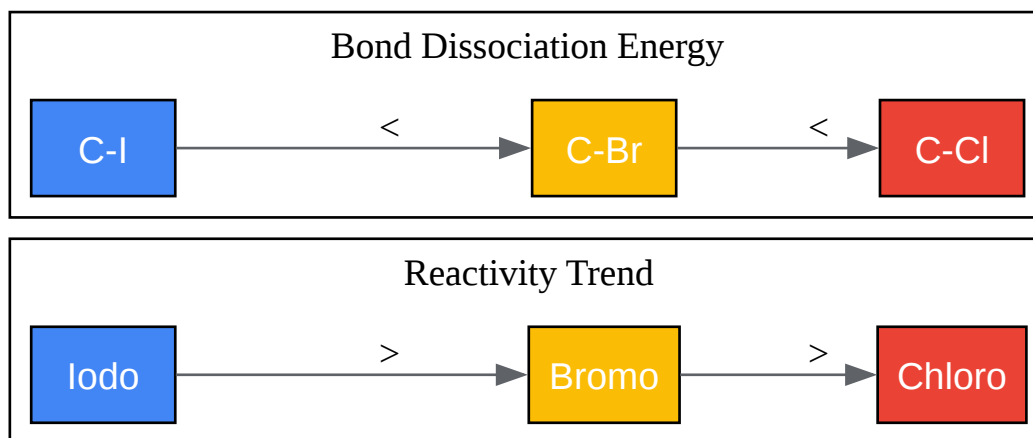 Bond Dissociation Energy
C-I < C-Br < C-Cl
Reactivity Trend
Iodo > Bromo > Chloro